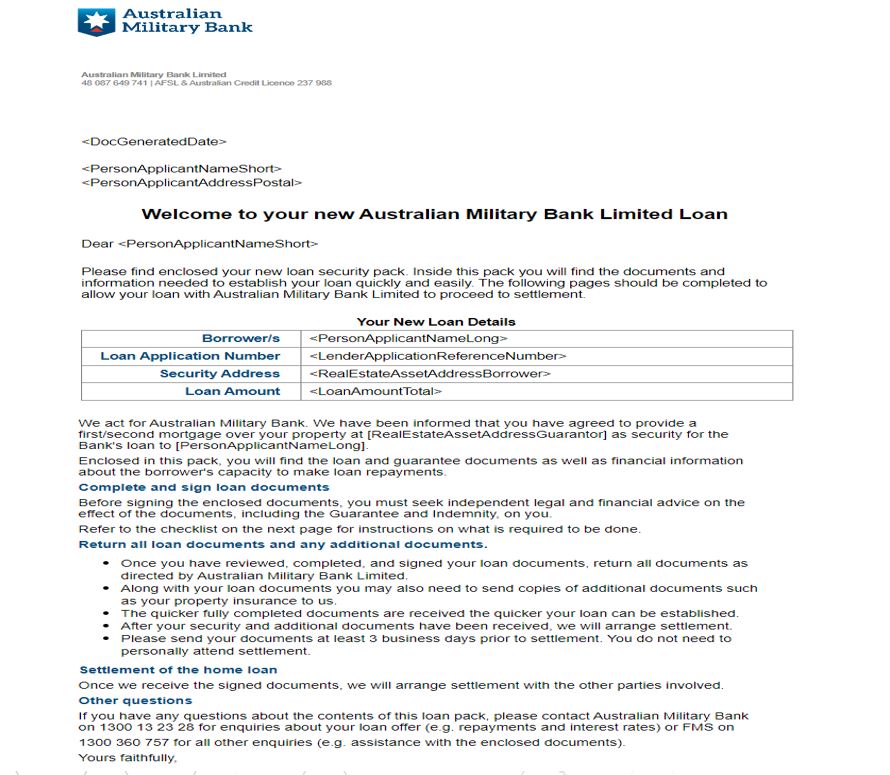 Australian
Military Bank
Australian Military Bank Limited
48 087 649 741 | AFSL & Australian Credit Licence 237 988
<DocGeneratedDate>
<PersonApplicantNameShort>
<PersonApplicantAddressPostal>
Welcome to your new Australian Military Bank Limited Loan
Dear <PersonApplicantNameShort>
Please find enclosed your new loan security pack. Inside this pack you will find the documents and
information needed to establish your loan quickly and easily. The following pages should be completed to
allow your loan with Australian Military Bank Limited to proceed to settlement.
Your New Loan Details
Borrower/s <PersonApplicantNameLong>
Loan Application Number <LenderApplicationReferenceNumber>
Security Address <RealEstateAssetAddressBorrower>
Loan Amount <LoanAmountTotal>
We act for Australian Military Bank. We have been informed that you have agreed to provide a
first/second mortgage over your property at [RealEstateAssetAddressGuarantor] as security for the
Bank's loan to [PersonApplicantNameLong].
Enclosed in this pack, you will find the loan and guarantee documents as well as financial information
about the borrower's capacity to make loan repayments.
Complete and sign loan documents
Before signing the enclosed documents, you must seek independent legal and financial advice on the
effect of the documents, including the Guarantee and Indemnity, on you.
Refer to the checklist on the next page for instructions on what is required to be done.
Return all loan documents and any additional documents.
• Once you have reviewed, completed, and signed your loan documents, return all documents as
directed by Australian Military Bank Limited.
• Along with your loan documents you may also need to send copies of additional documents such
as your property insurance to us.
• The quicker fully completed documents are received the quicker your loan can be established.
• After your security and additional documents have been received, we will arrange settlement.
• Please send your documents at least 3 business days prior to settlement. You do not need to
personally attend settlement.
Settlement of the home loan
Once we receive the signed documents, we will arrange settlement with the other parties involved.
Other questions
If you have any questions about the contents of this loan pack, please contact Australian Military Bank
on 1300 13 23 28 for enquiries about your loan offer (e.g. repayments and interest rates) or FMS on
1300 360 757 for all other enquiries (e.g. assistance with the enclosed documents).
Yours faithfully,